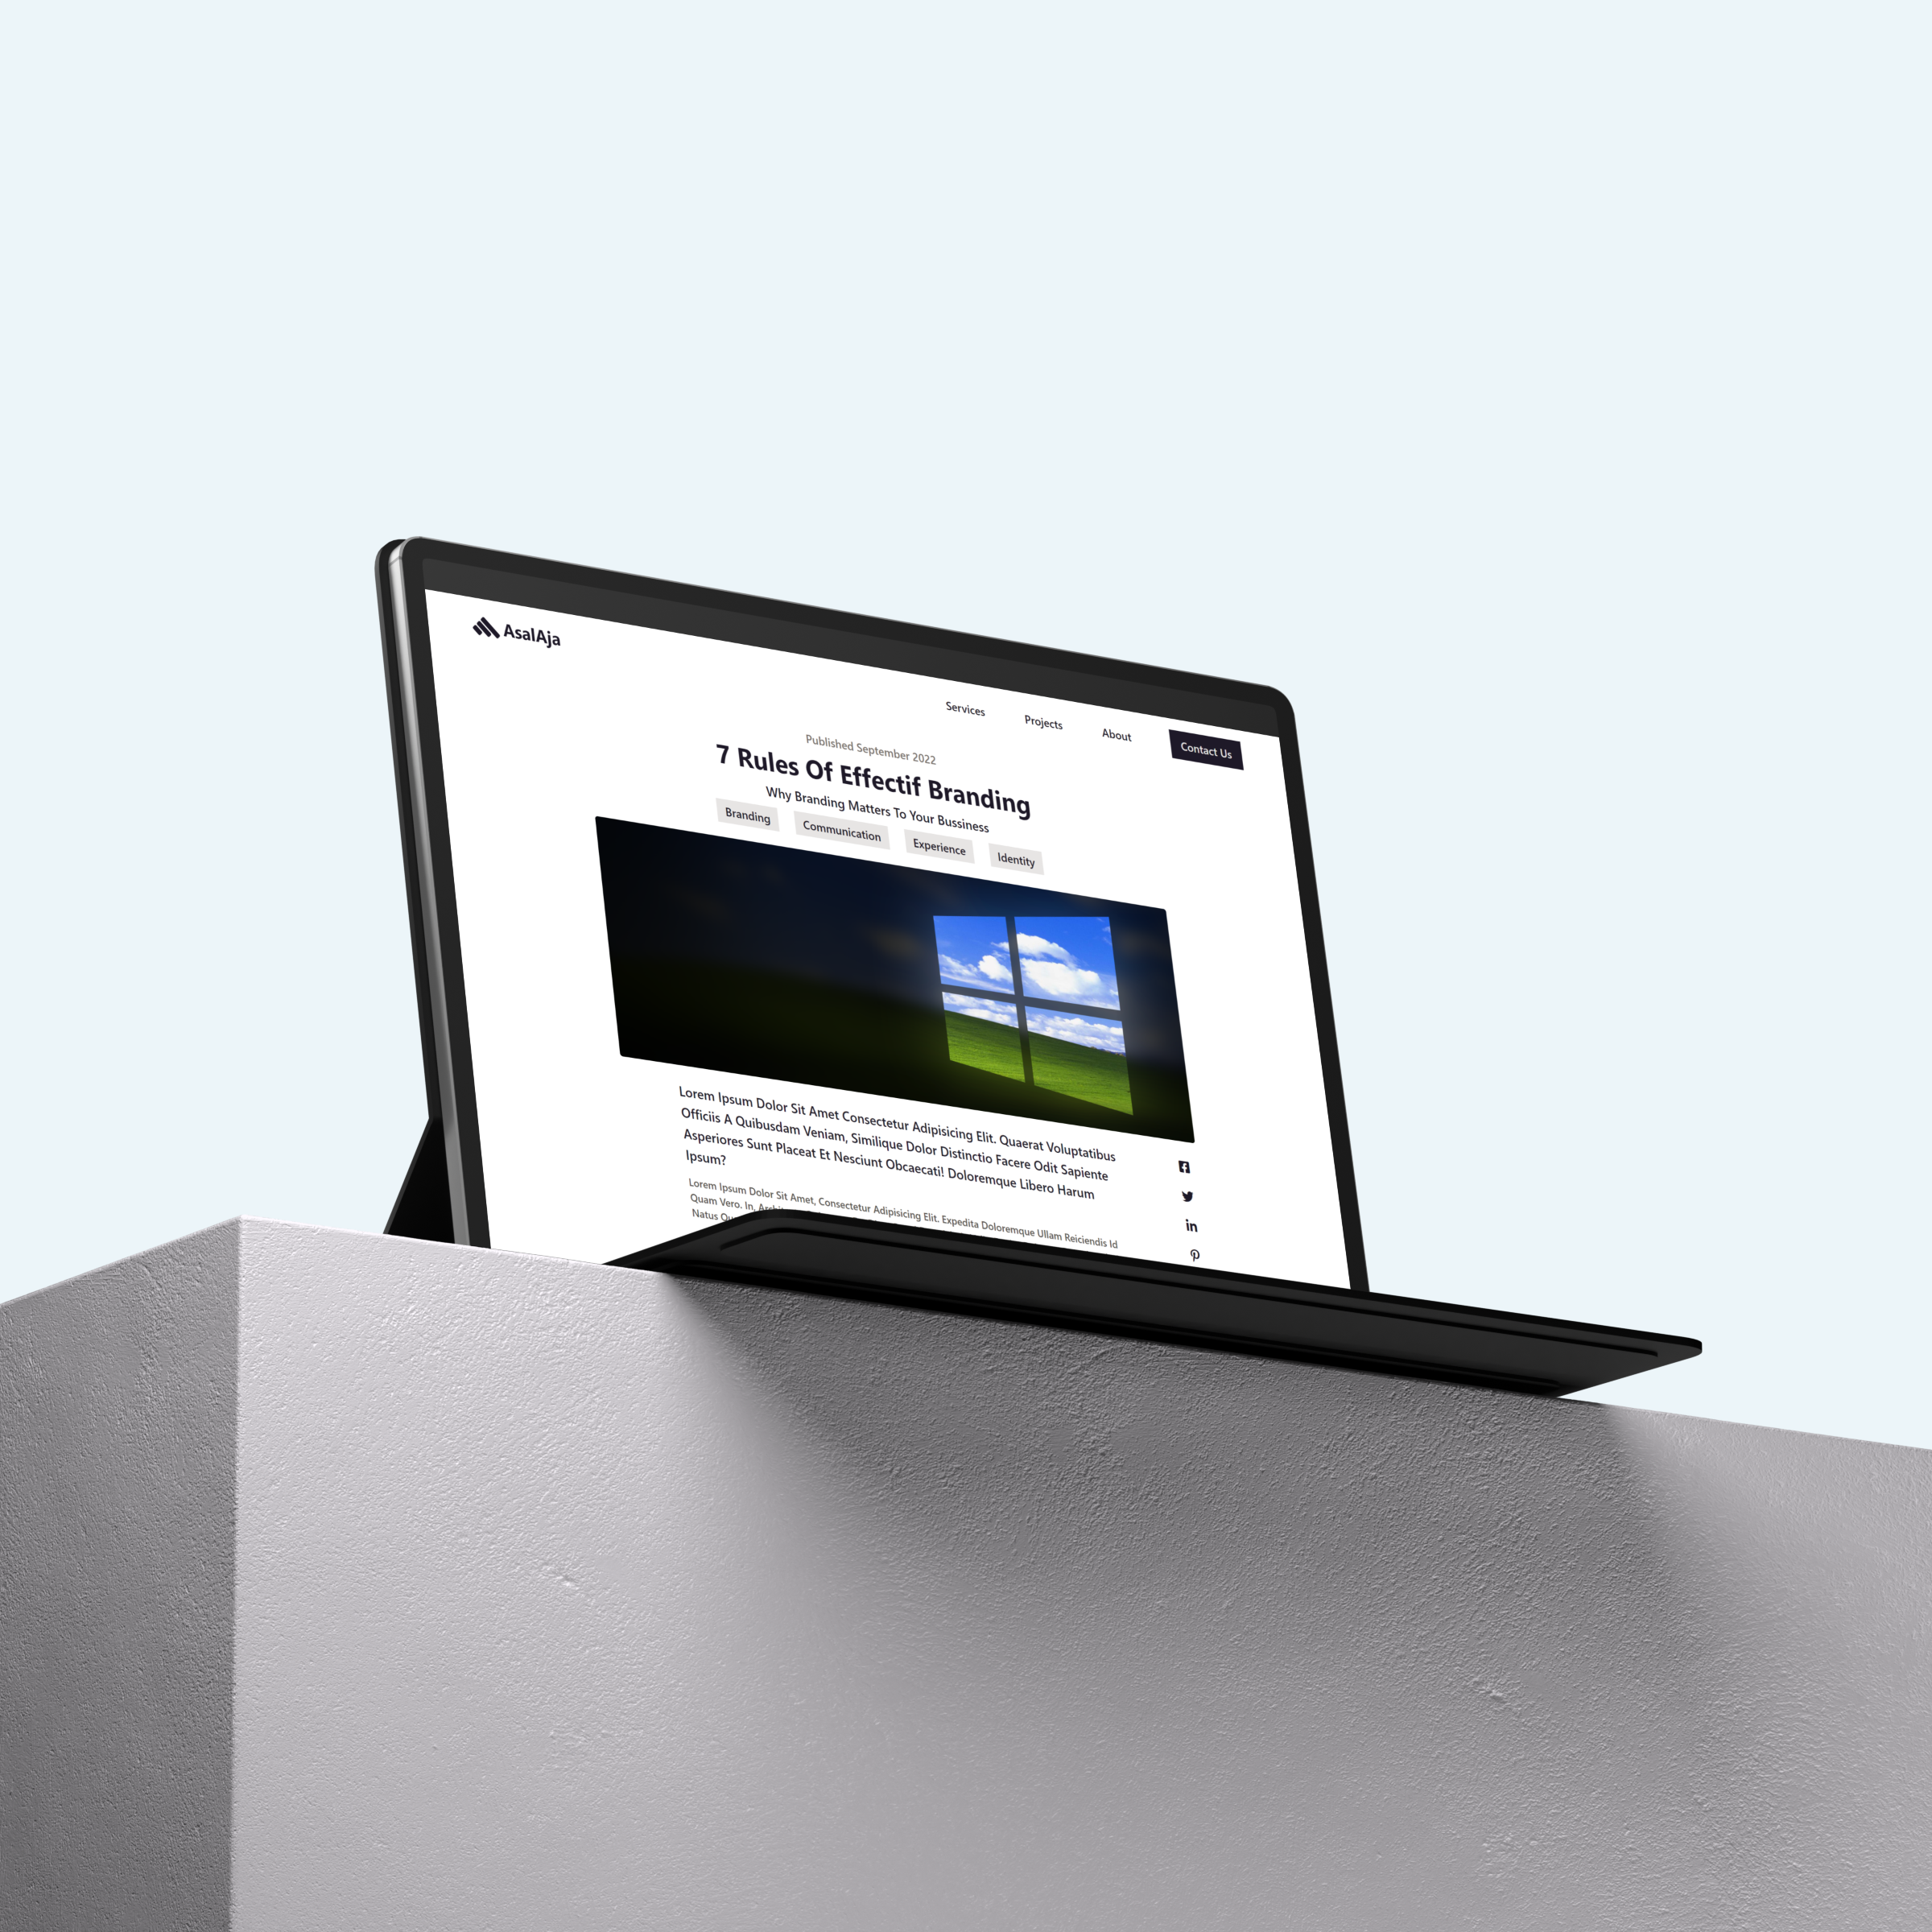 AsalAja
Services Projects About Contact Us
Published September 2022
7 Rules Of Effectif Branding
Why Branding Matters To Your Bussiness
Branding Communication Experience Identity
Lorem Ipsum Dolor Sit Amet Consectetur Adipisicing Elit. Quaerat Voluptatibus
Officiis A Quibusdam Veniam, Similique Dolor Distinctio Facere Odit Sapiente
Asperiores Sunt Placeat Et Nesciunt Obcaecati! Doloremque Libero Harum
Ipsum?
Lorem Ipsum Dolor Sit Amet, Consectetur Adipisicing Elit. Expedita Doloremque Ullam Reiciendis Id
Quam Vero. In,
Natus